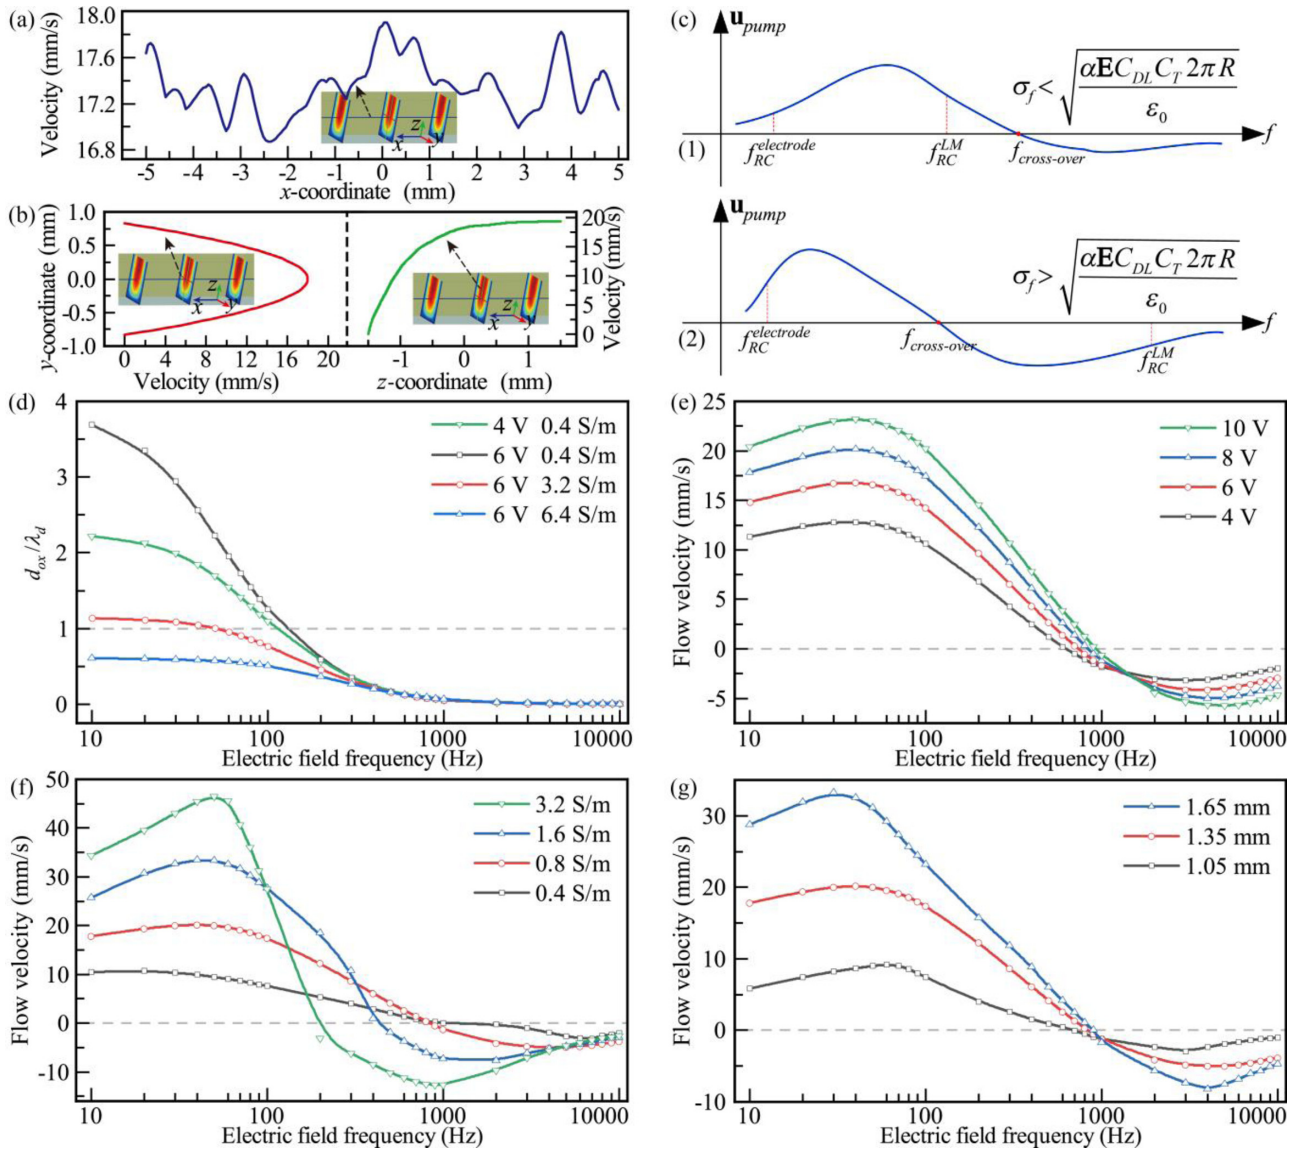 (a)
18.0
17.6
17.2
16.8
Velocity (mm/s)
z
x
y
-5 -4 -3 -2 -1 0 1 2 3 4 5
x-coordinate (mm)
(b)
1.0
0.5
0.0
-0.5
-1.0
y-coordinate (mm)
z
x
y
0 4 8 12 16 20
Velocity (mm/s)
z
x
y
-1 0 1
z-coordinate (mm)
20
15
10
5
0
Velocity (mm/s)
(c)
u_pump
σ_f < √(αEC_DL C_T 2πR / ε_0)
f
(1)
f_RC^electrode
f_RC^LM
f_cross-over
u_pump
σ_f > √(αEC_DL C_T 2πR / ε_0)
f
(2)
f_RC^electrode
f_cross-over
f_RC^LM
(d)
4
3
2
1
0
d_ox/λ_d
4 V 0.4 S/m
6 V 0.4 S/m
6 V 3.2 S/m
6 V 6.4 S/m
10 100 1000 10000
Electric field frequency (Hz)
(e)
25
20
15
10
5
0
-5
Flow velocity (mm/s)
10 V
8 V
6 V
4 V
10 100 1000 10000
Electric field frequency (Hz)
(f)
50
40
30
20
10
0
-10
Flow velocity (mm/s)
3.2 S/m
1.6 S/m
0.8 S/m
0.4 S/m
10 100 1000 10000
Electric field frequency (Hz)
(g)
30
20
10
0
-10
Flow velocity (mm/s)
1.65 mm
1.35 mm
1.05 mm
10 100 1000 10000
Electric field frequency (Hz)